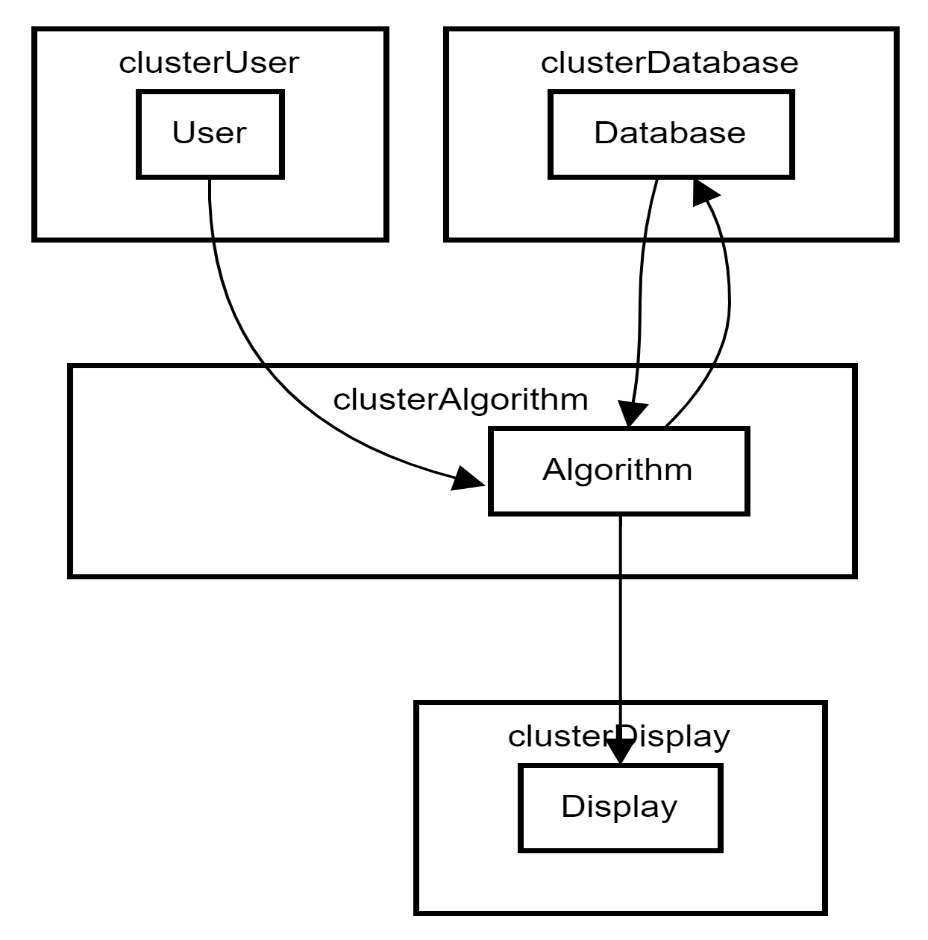 clusterUser
User
clusterDatabase
Database
clusterAlgorithm
Algorithm
clusterDisplay
Display